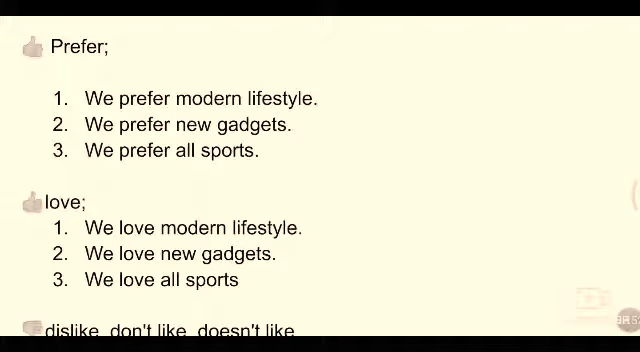 Prefer;
1. We prefer modern lifestyle.
2. We prefer new gadgets.
3. We prefer all sports.
love;
1. We love modern lifestyle.
2. We love new gadgets.
3. We love all sports
dislike, don't like, doesn't like